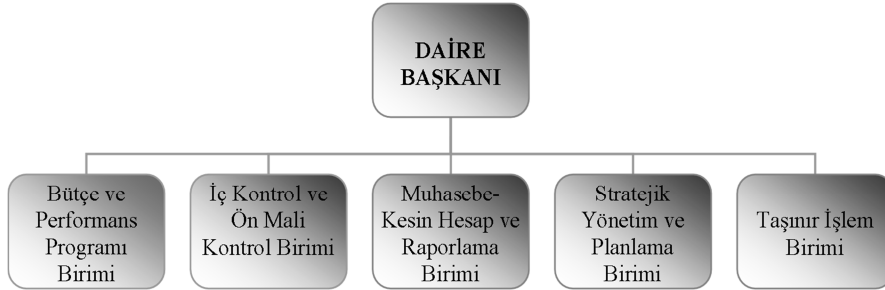 DAİRE
BAŞKANI
Bütçe ve
Performans
Programı
Birimi
İç Kontrol ve
Ön Mali
Kontrol Birimi
Muhasebe-
Kesin Hesap ve
Raporlama
Birimi
Stratejik
Yönetim ve
Planlama
Birimi
Taşınır İşlem
Birimi